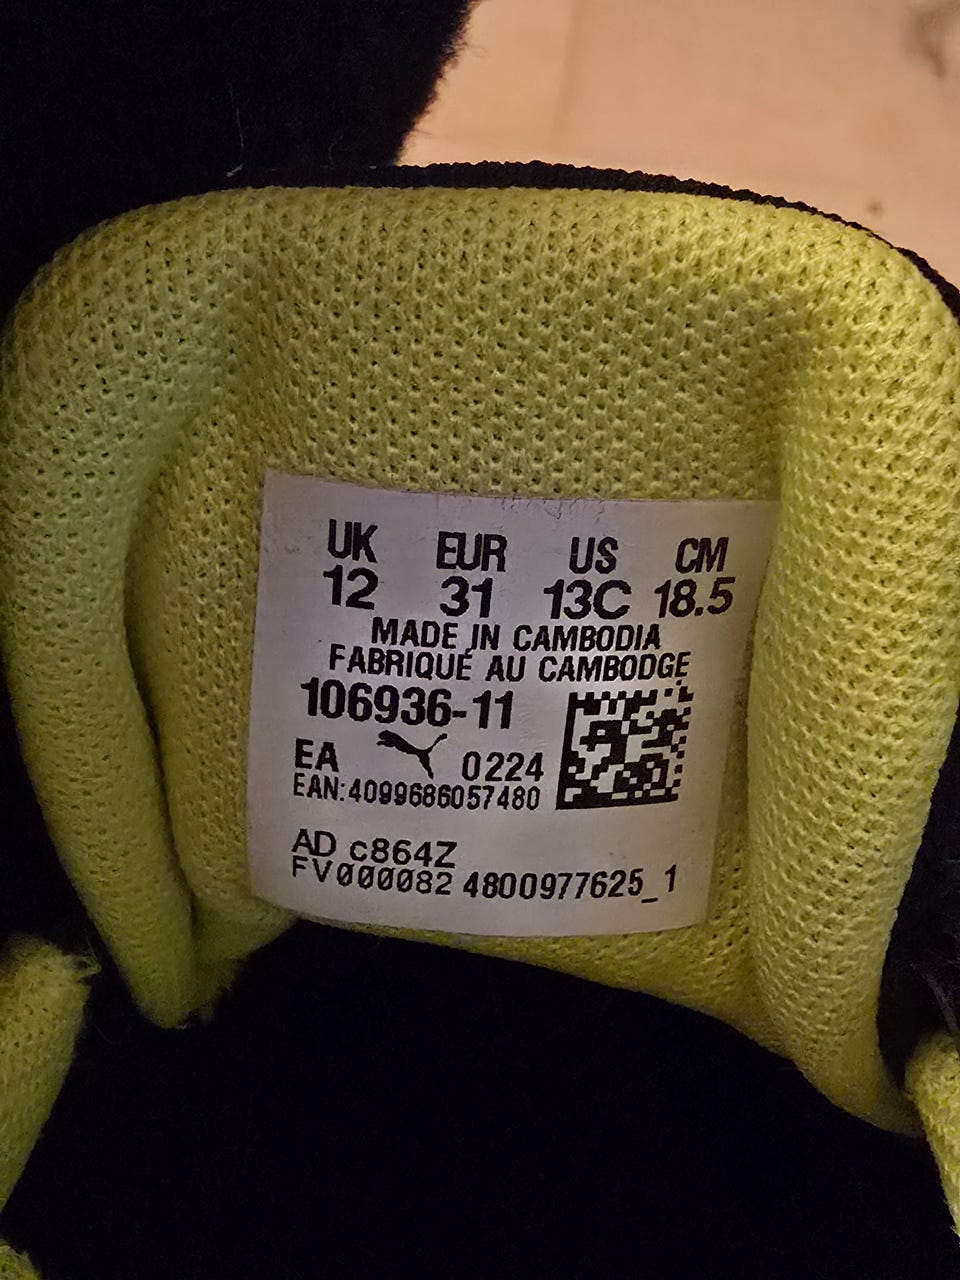 UK EUR US CM
12 31 13C 18.5
MADE IN CAMBODIA
FABRIQUÉ AU CAMBODGE
106936-11
EA 0224
EAN:4099686057480
AD c864Z
FV000082 4800977625_1